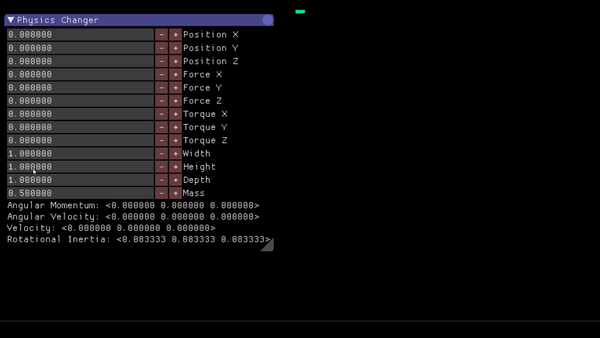 Physics Changer
0.000000 - + Position X
0.000000 - + Position Y
0.000000 - + Position Z
0.000000 - + Force X
0.000000 - + Force Y
0.000000 - + Force Z
0.000000 - + Torque X
0.000000 - + Torque Y
0.000000 - + Torque Z
1.000000 - + Width
1.000000 - + Height
1.000000 - + Depth
0.500000 - + Mass
Angular Momentum: <0.000000 0.000000 0.000000>
Angular Velocity: <0.000000 0.000000 0.000000>
Velocity: <0.000000 0.000000 0.000000>
Rotational Inertia: <0.083333 0.083333 0.083333>